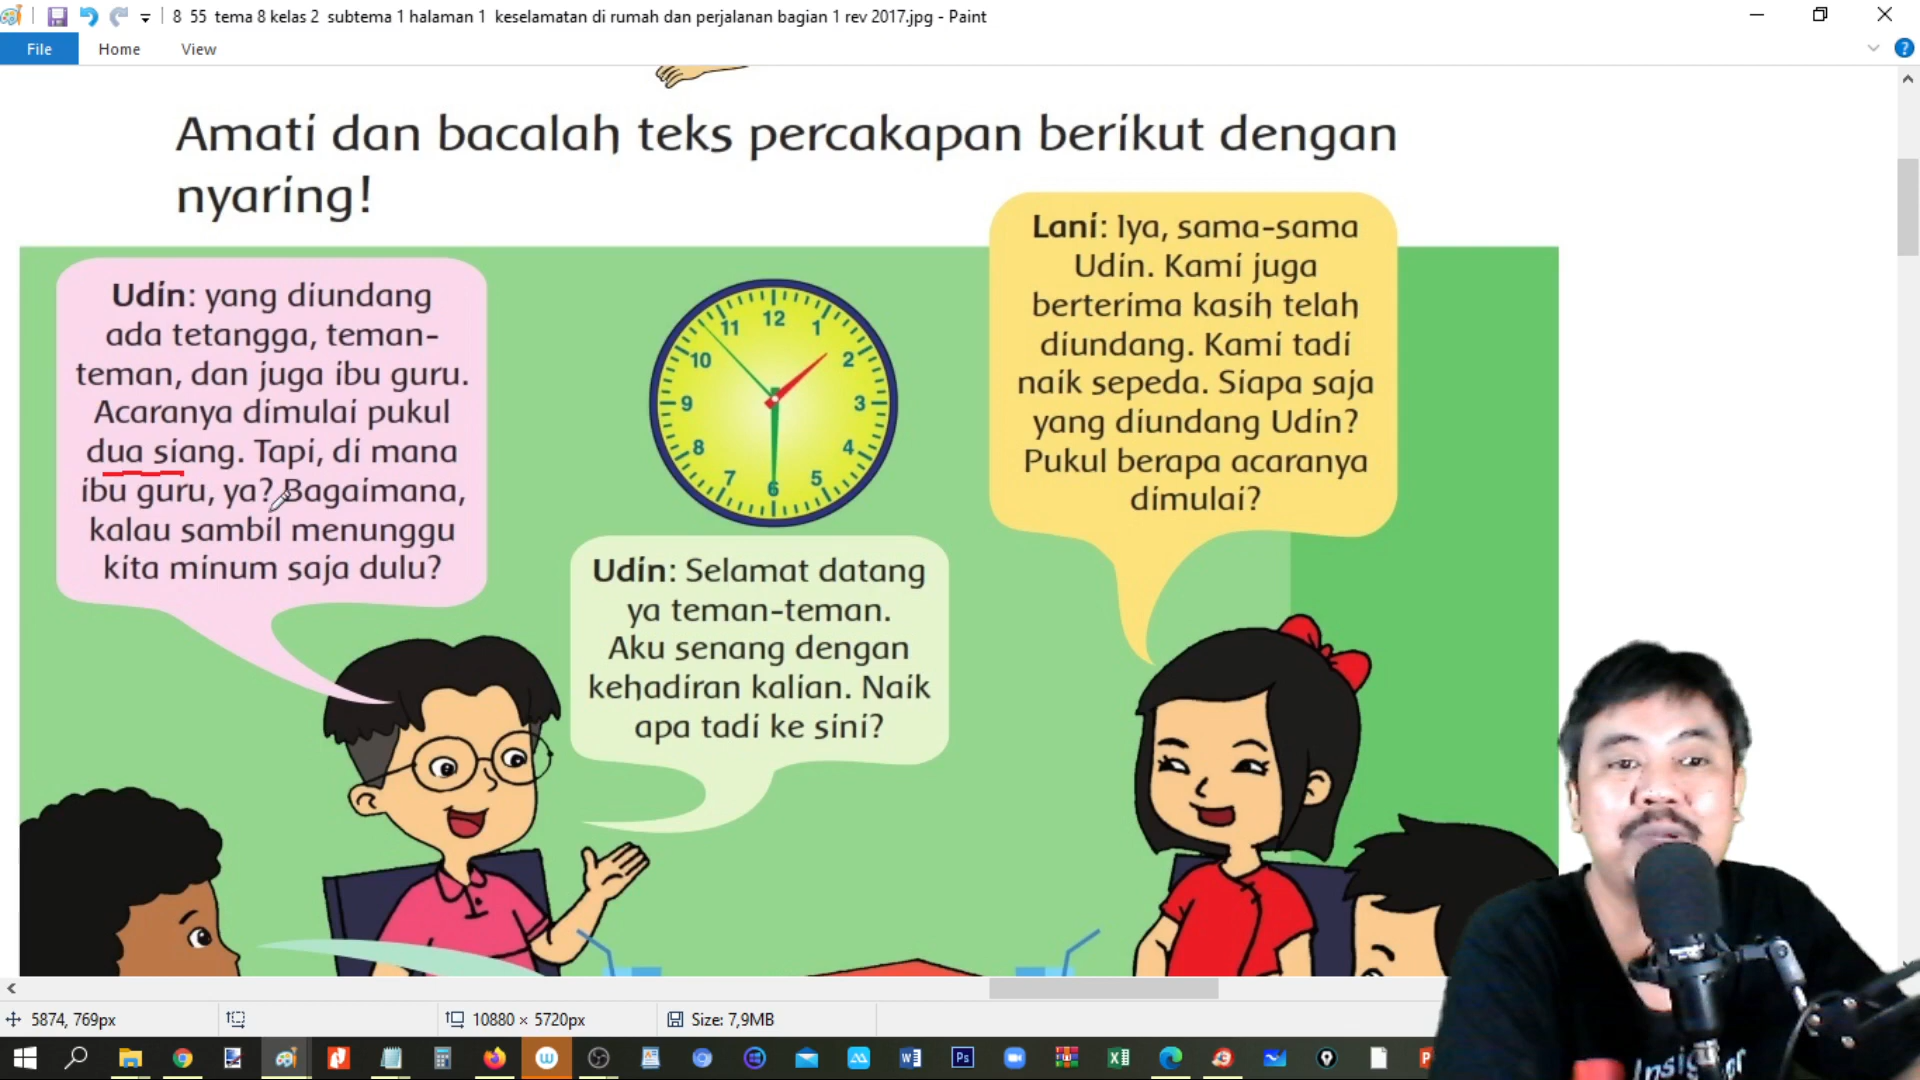 8  55  tema 8 kelas 2  subtema 1 halaman 1  keselamatan di rumah dan perjalanan bagian 1 rev 2017.jpg - Paint
File
Home
View
Amati dan bacalah teks percakapan berikut dengan
nyaring!
Udin: yang diundang
ada tetangga, teman-
teman, dan juga ibu guru.
Acaranya dimulai pukul
dua siang. Tapi, di mana
ibu guru, ya? Bagaimana,
kalau sambil menunggu
kita minum saja dulu?
12
1
2
3
4
5
6
7
8
9
10
11
Udin: Selamat datang
ya teman-teman.
Aku senang dengan
kehadiran kalian. Naik
apa tadi ke sini?
Lani: Iya, sama-sama
Udin. Kami juga
berterima kasih telah
diundang. Kami tadi
naik sepeda. Siapa saja
yang diundang Udin?
Pukul berapa acaranya
dimulai?
5874, 769px
10880 × 5720px
Size: 7,9MB
Ps